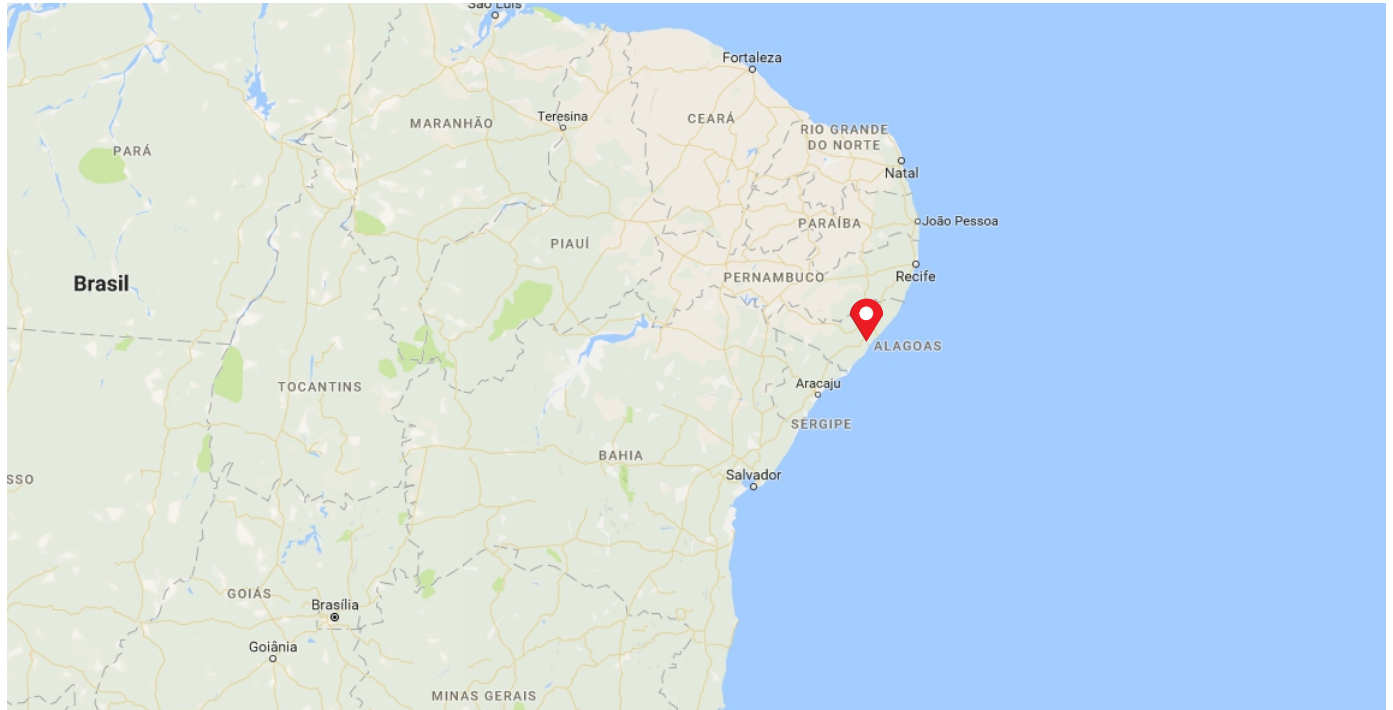 São Luís
Fortaleza
Teresina
CEARÁ
MARANHÃO
RIO GRANDE
DO NORTE
PARÁ
Natal
João Pessoa
PARAÍBA
PIAUÍ
Recife
PERNAMBUCO
Brasil
ALAGOAS
Aracaju
TOCANTINS
SERGIPE
BAHIA
Salvador
SSO
GOIÁS
Brasília
Goiânia
MINAS GERAIS